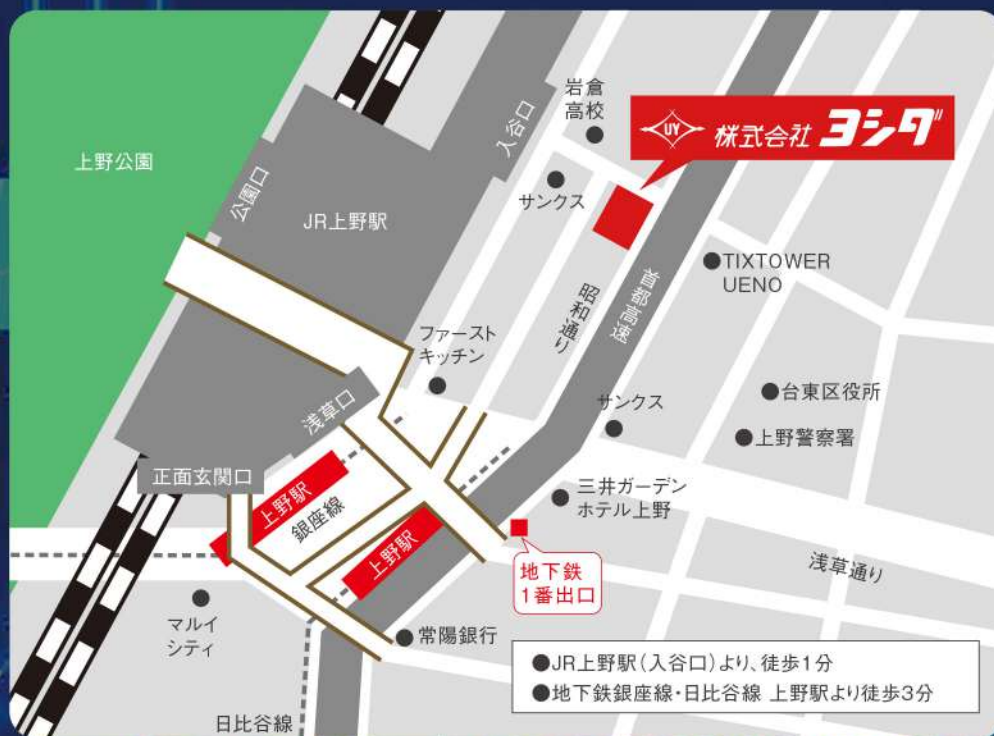 岩倉
高校
UY 株式会社 ヨシダ
入谷口
上野公園
公園口
サンクス
JR上野駅
TIXTOWER
UENO
首都高速
昭和通り
ファースト
キッチン
台東区役所
サンクス
浅草口
上野警察署
正面玄関口
上野駅
三井ガーデン
ホテル上野
銀座線
上野駅
浅草通り
地下鉄
1番出口
マルイ
シティ
常陽銀行
●JR上野駅(入谷口)より、徒歩1分
●地下鉄銀座線・日比谷線 上野駅より徒歩3分
日比谷線